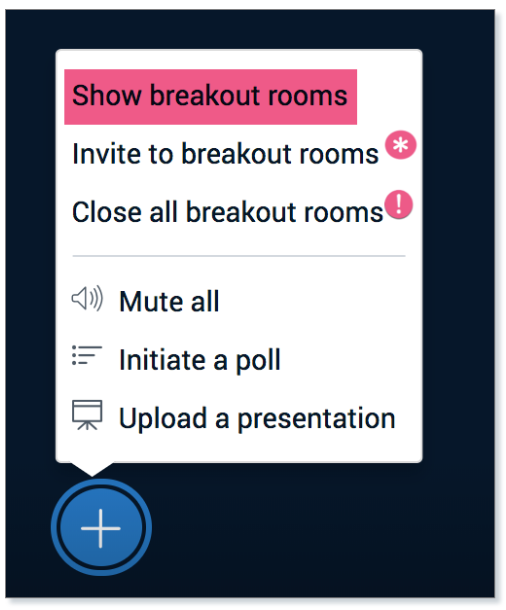 Show breakout rooms
Invite to breakout rooms *
Close all breakout rooms !
Mute all
Initiate a poll
Upload a presentation